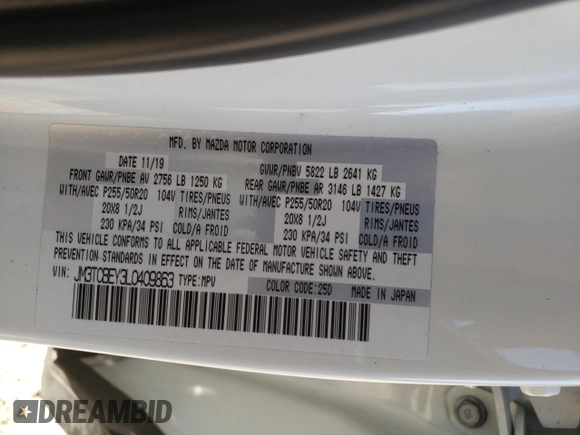 MFD. BY MAZDA MOTOR CORPORATION
DATE 11/19 GVWR/PNBV 5822 LB 2641 KG
FRONT GAWR/PNBE AV 2756 LB 1250 KG REAR GAWR/PNBE AR 3146 LB 1427 KG
WITH/AVEC P255/50R20 104V TIRES/PNEUS WITH/AVEC P255/50R20 104V TIRES/PNEUS
20X8 1/2J RIMS/JANTES 20X8 1/2J RIMS/JANTES
230 KPA/34 PSI COLD/A FROID 230 KPA/34 PSI COLD/A FROID
THIS VEHICLE CONFORMS TO ALL APPLICABLE FEDERAL MOTOR VEHICLE SAFETY AND THEFT
PREVENTION STANDARDS IN EFFECT ON THE DATE OF MANUFACTURE SHOWN ABOVE.
VIN: JM3TCBEY3L0409863 TYPE:MPV COLOR CODE:25D MADE IN JAPAN
DREAMBID